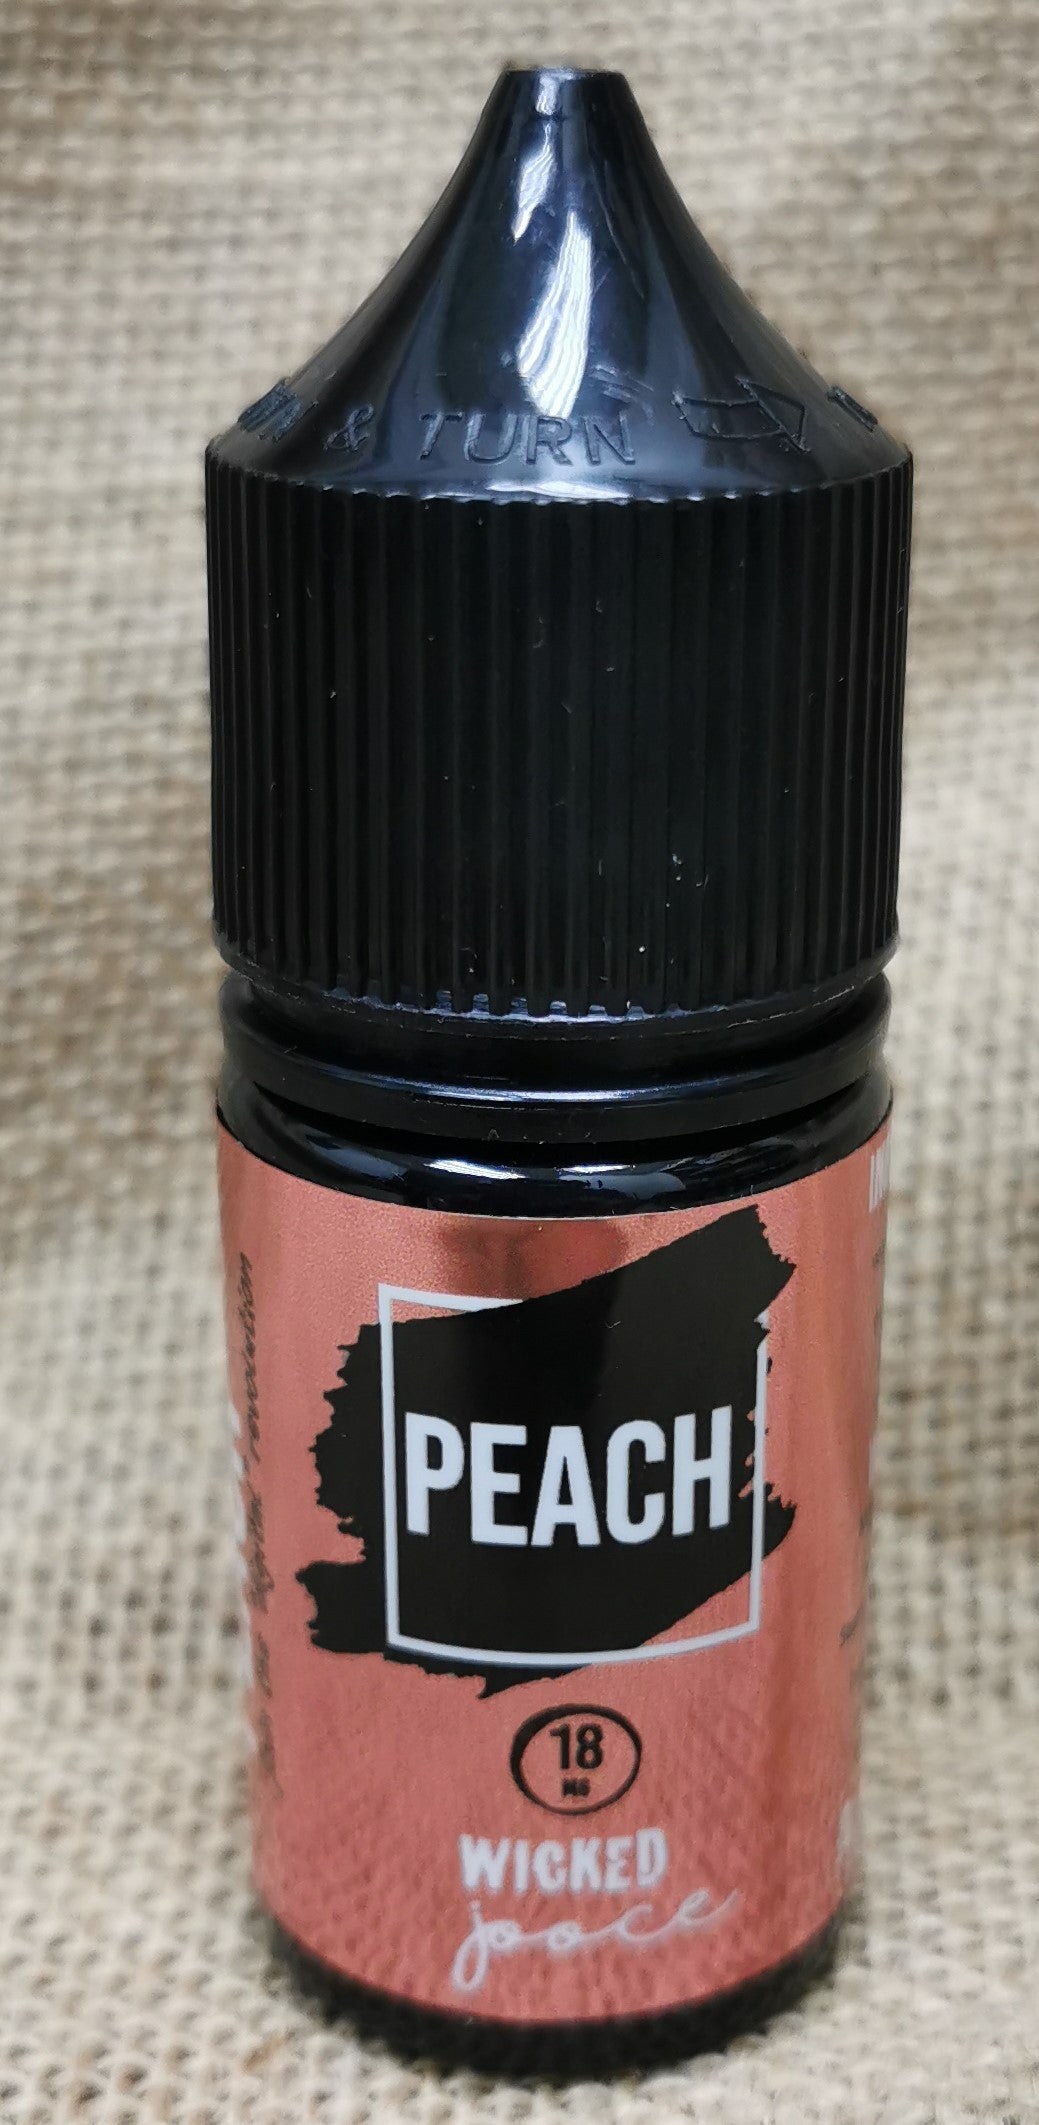 & TURN
PEACH
18
MG
WICKED
jooce